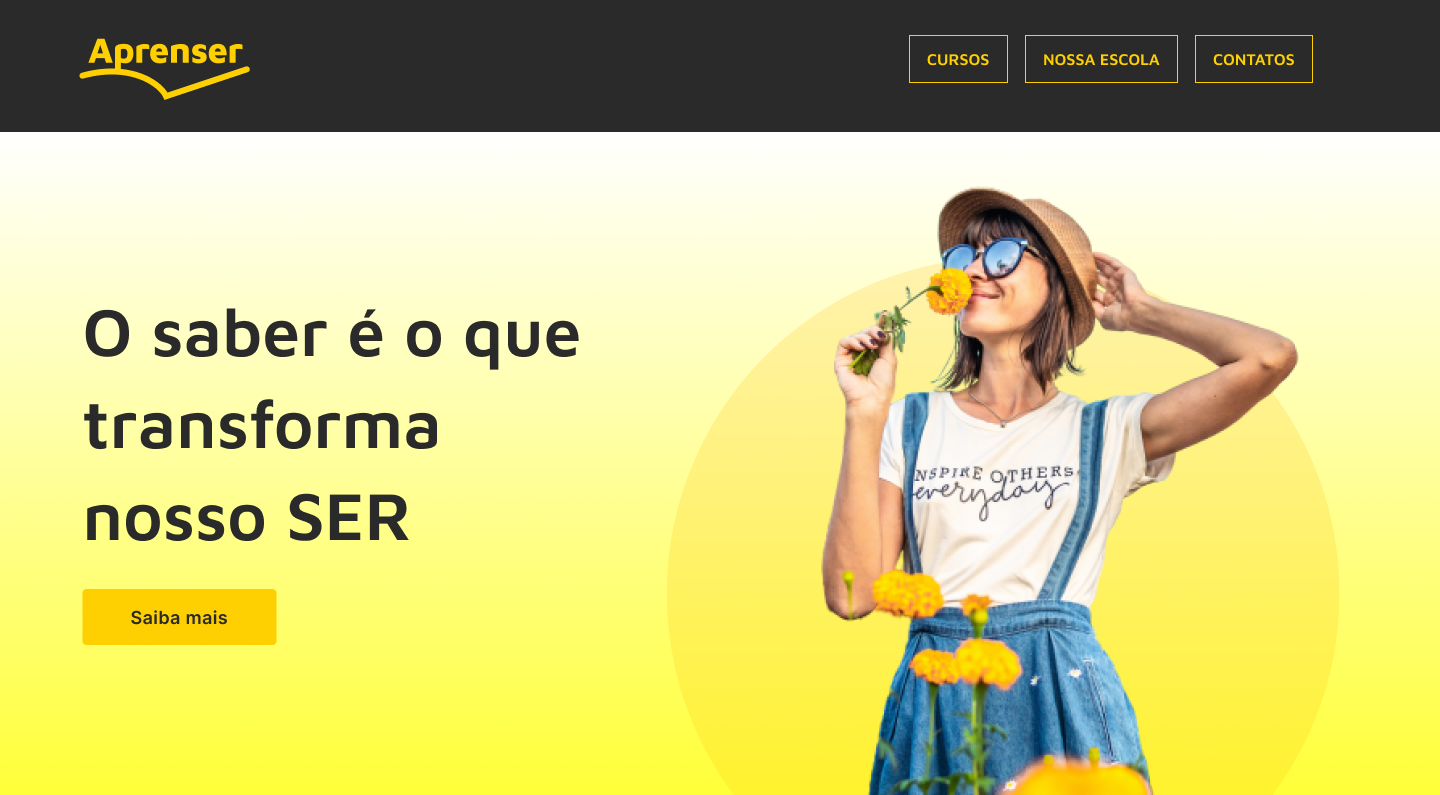 Aprenser
CURSOS
NOSSA ESCOLA
CONTATOS
O saber é o que
transforma
nosso SER
Saiba mais
NSPIRE OTHERS
everyday